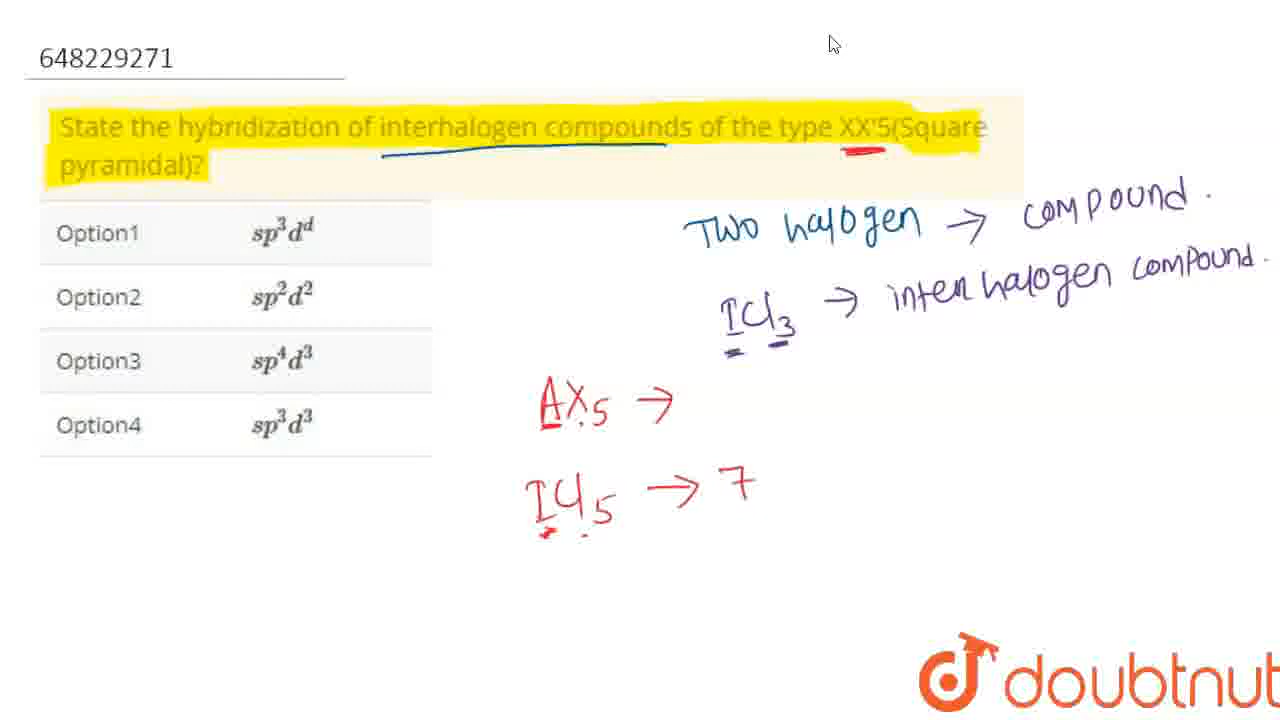 648229271
State the hybridization of interhalogen compounds of the type XX'5(Square
pyramidal)?
Option1 sp³dᵈ
Option2 sp²d²
Option3 sp⁴d³
Option4 sp³d³
Two halogen → compound.
ICl₃ → interhalogen compound.
AX₅ →
ICl₅ → 7
doubtnut